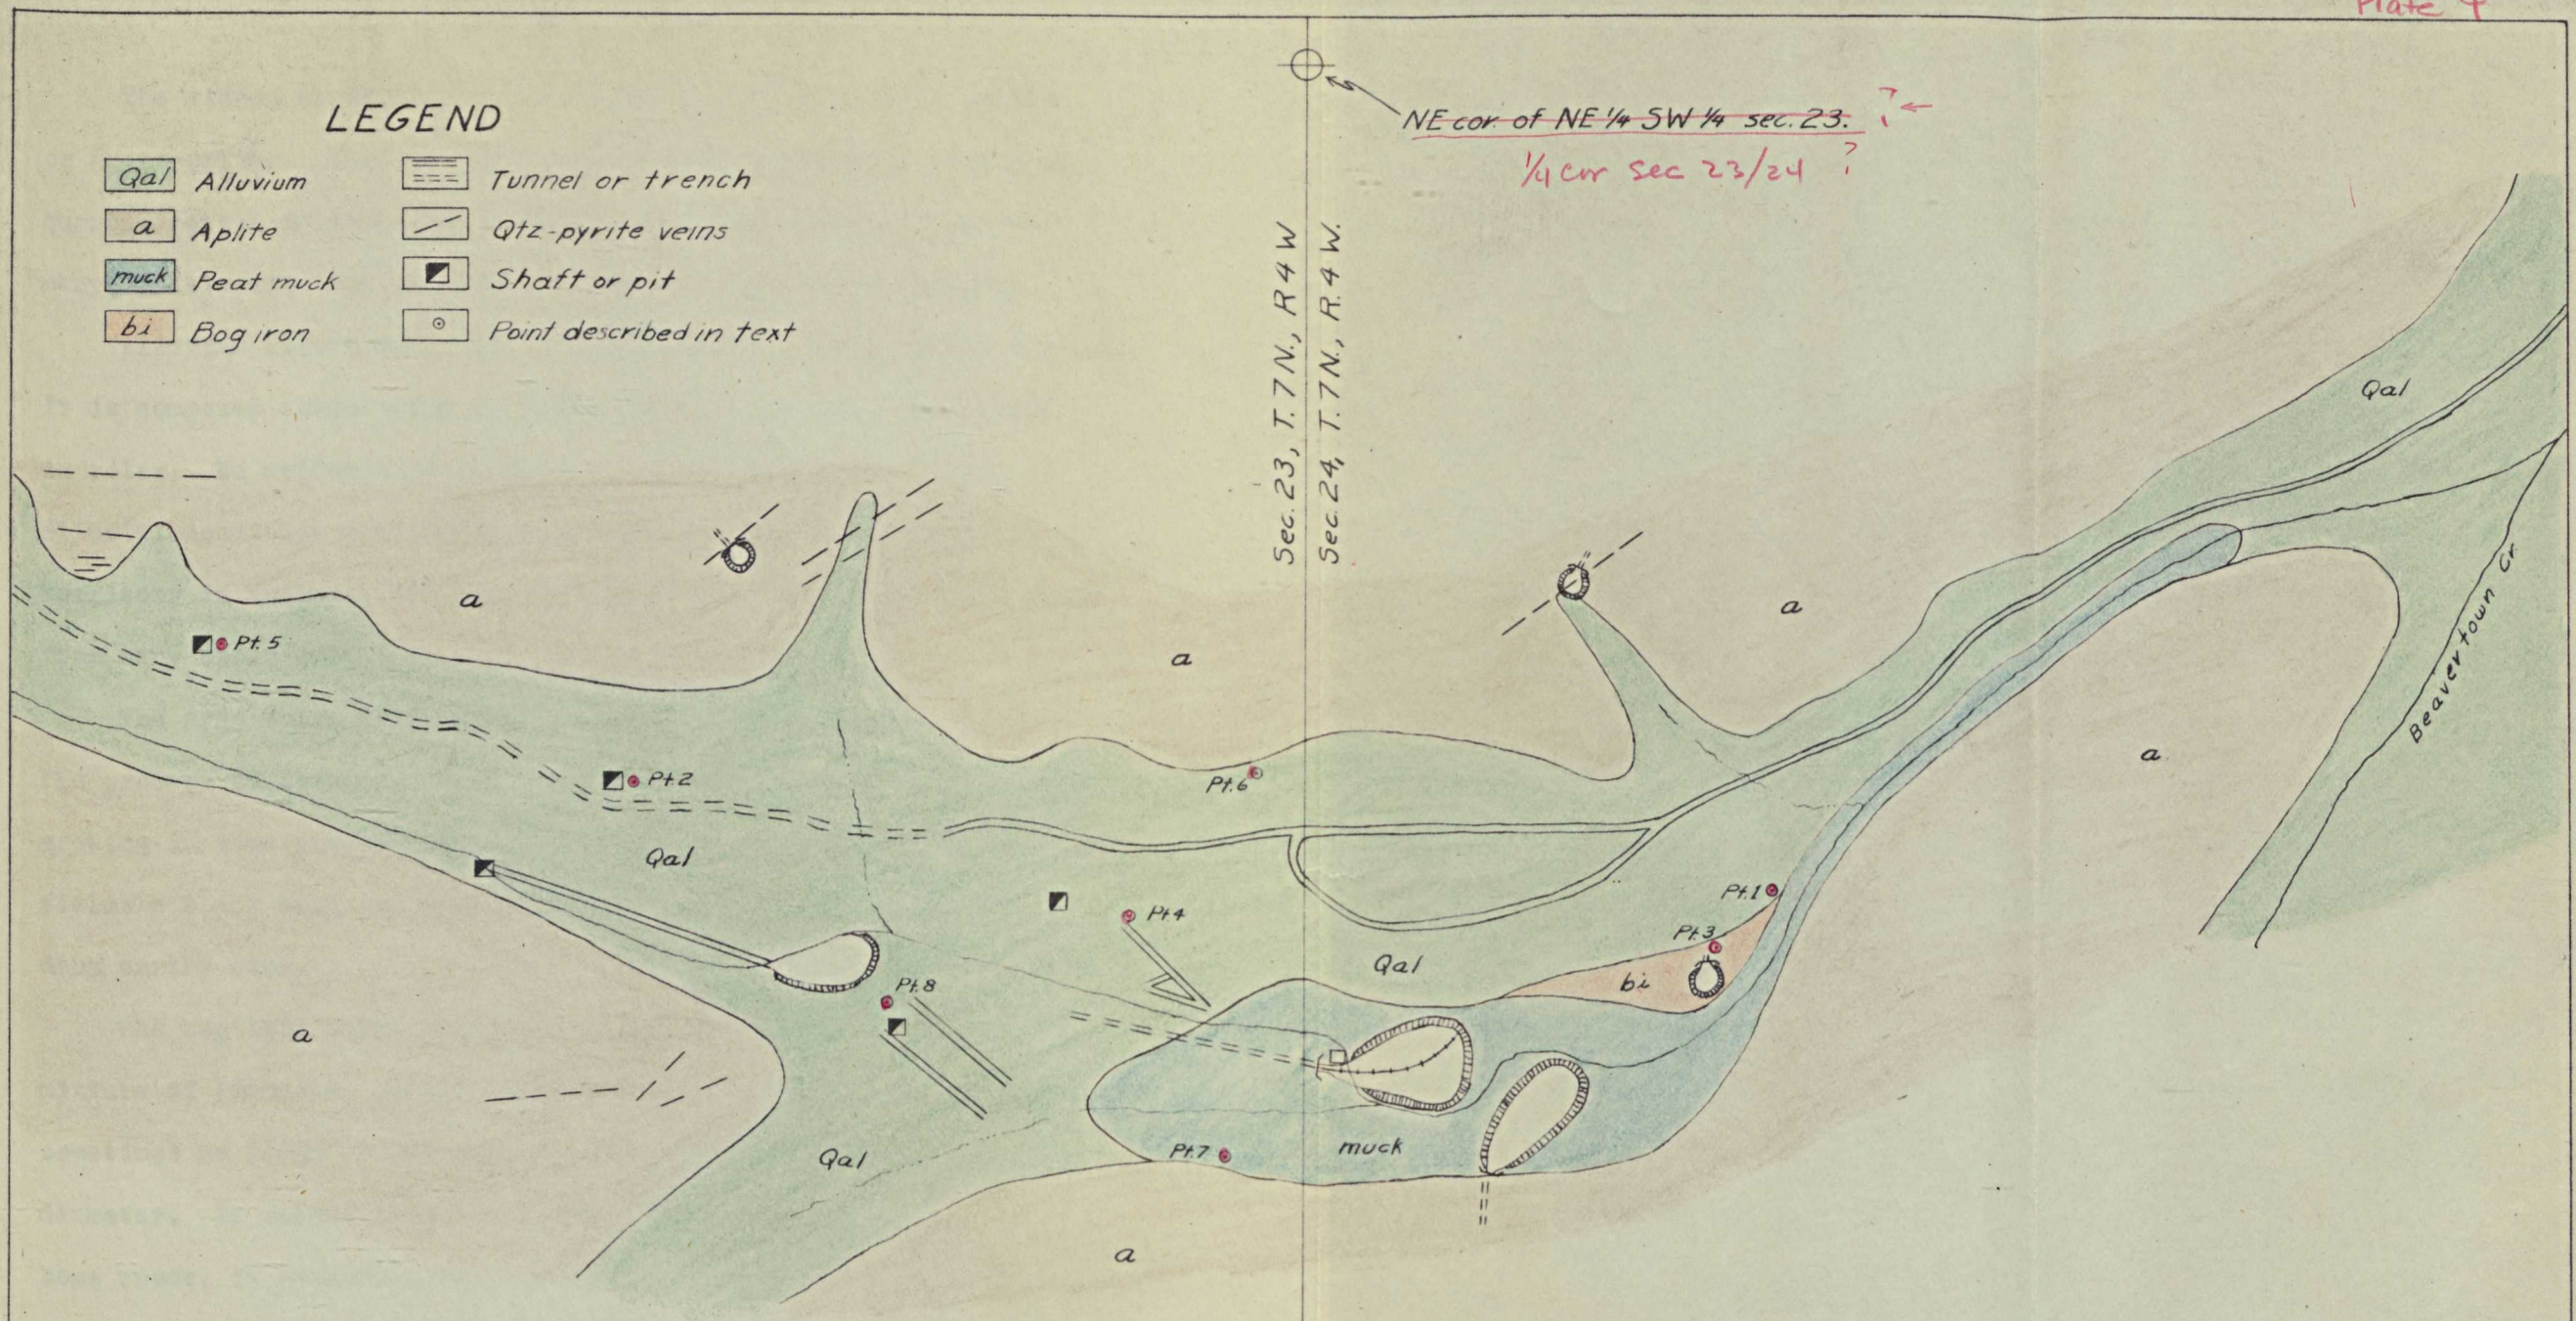 Plate 4
LEGEND
Qal Alluvium
a Aplite
muck Peat muck
bi Bog iron
Tunnel or trench
Qtz-pyrite veins
Shaft or pit
Point described in text
NE cor. of NE 1/4 SW 1/4 sec. 23. ? ←
1/4 cor Sec 23/24 ?
Sec. 23, T. 7 N., R 4 W
Sec. 24, T. 7 N., R. 4 W.
Qal
a
a
a
Pt. 5
a
Beavertown Cr.
Pt. 2
Pt. 6
Qal
Pt. 1
Pt. 4
Pt. 3
Qal
bi
Pt. 8
a
muck
Pt. 7
Qal
a